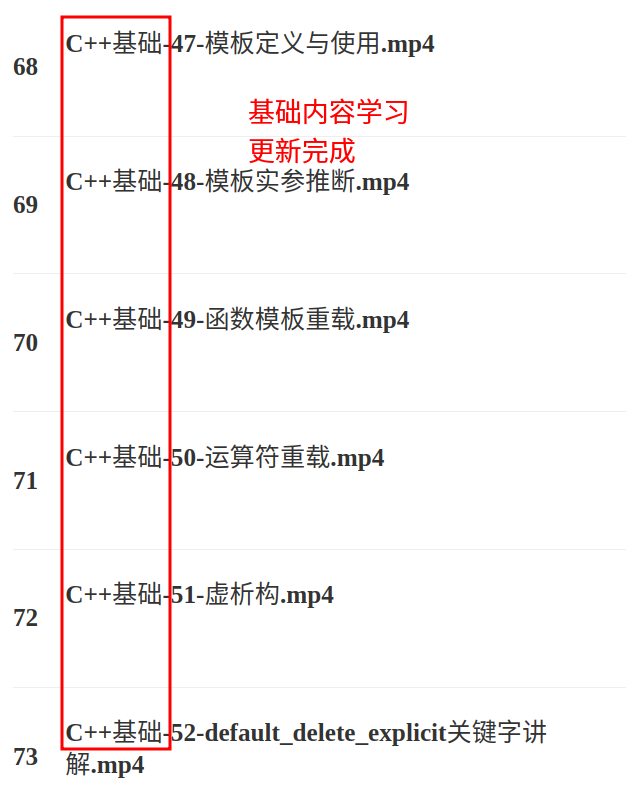 68
C++基础-47-模板定义与使用.mp4
基础内容学习
更新完成
69
C++基础-48-模板实参推断.mp4
70
C++基础-49-函数模板重载.mp4
71
C++基础-50-运算符重载.mp4
72
C++基础-51-虚析构.mp4
73
C++基础-52-default_delete_explicit关键字讲
解.mp4